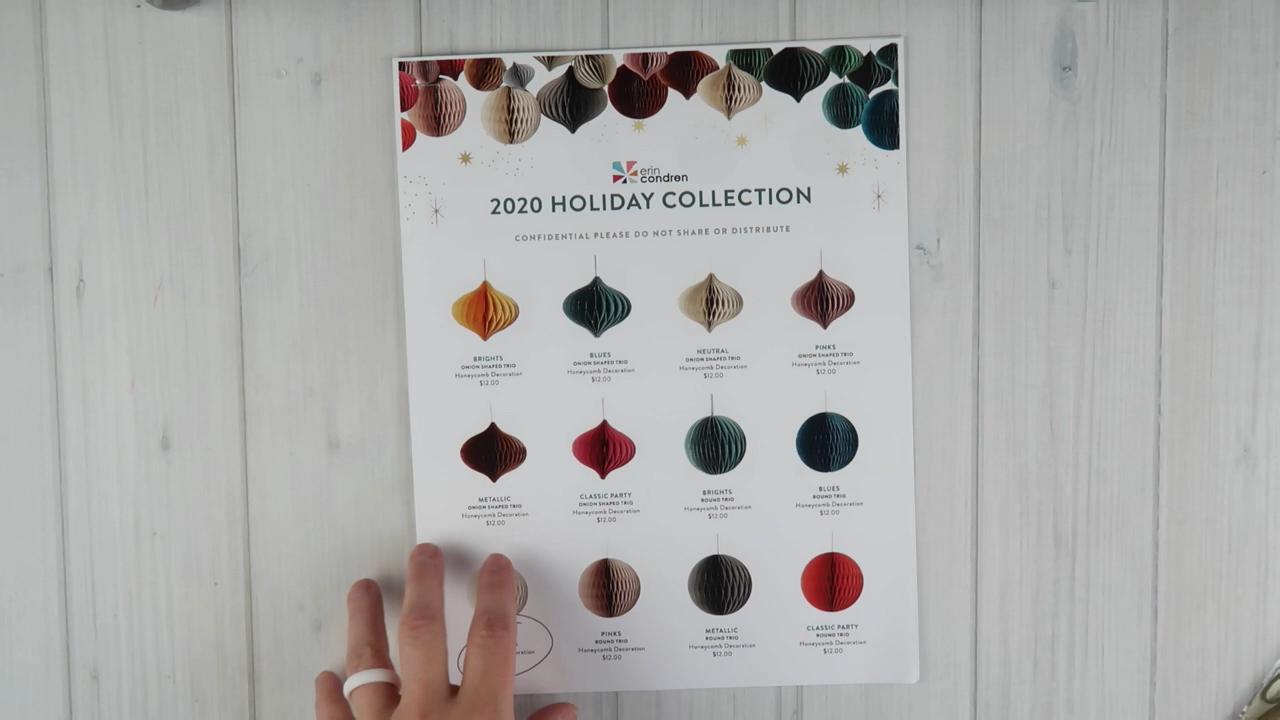 erin
condren
2020 HOLIDAY COLLECTION
CONFIDENTIAL PLEASE DO NOT SHARE OR DISTRIBUTE
BRIGHTS
ONION SHAPED TRIO
Honeycomb Decoration
$12.00
BLUES
ONION SHAPED TRIO
Honeycomb Decoration
$12.00
NEUTRAL
ONION SHAPED TRIO
Honeycomb Decoration
$12.00
PINKS
ONION SHAPED TRIO
Honeycomb Decoration
$12.00
METALLIC
ONION SHAPED TRIO
Honeycomb Decoration
$12.00
CLASSIC PARTY
ONION SHAPED TRIO
Honeycomb Decoration
$12.00
BRIGHTS
ROUND TRIO
Honeycomb Decoration
$12.00
BLUES
ROUND TRIO
Honeycomb Decoration
$12.00
PINKS
ROUND TRIO
Honeycomb Decoration
$12.00
METALLIC
ROUND TRIO
Honeycomb Decoration
$12.00
CLASSIC PARTY
ROUND TRIO
Honeycomb Decoration
$12.00